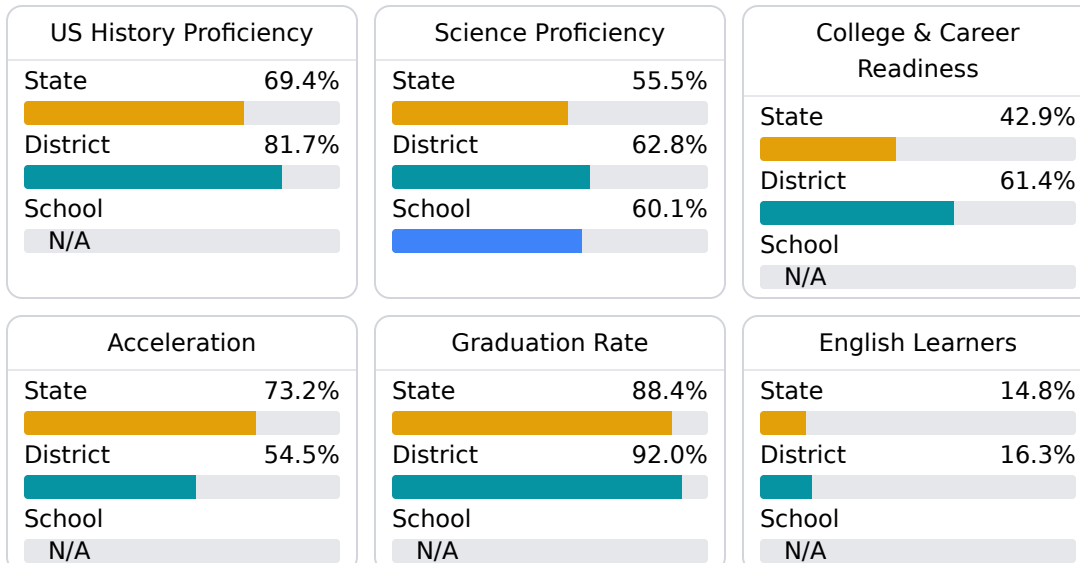 US History Proficiency
State 69.4%
District 81.7%
School
N/A
Science Proficiency
State 55.5%
District 62.8%
School 60.1%
College & Career
Readiness
State 42.9%
District 61.4%
School
N/A
Acceleration
State 73.2%
District 54.5%
School
N/A
Graduation Rate
State 88.4%
District 92.0%
School
N/A
English Learners
State 14.8%
District 16.3%
School
N/A